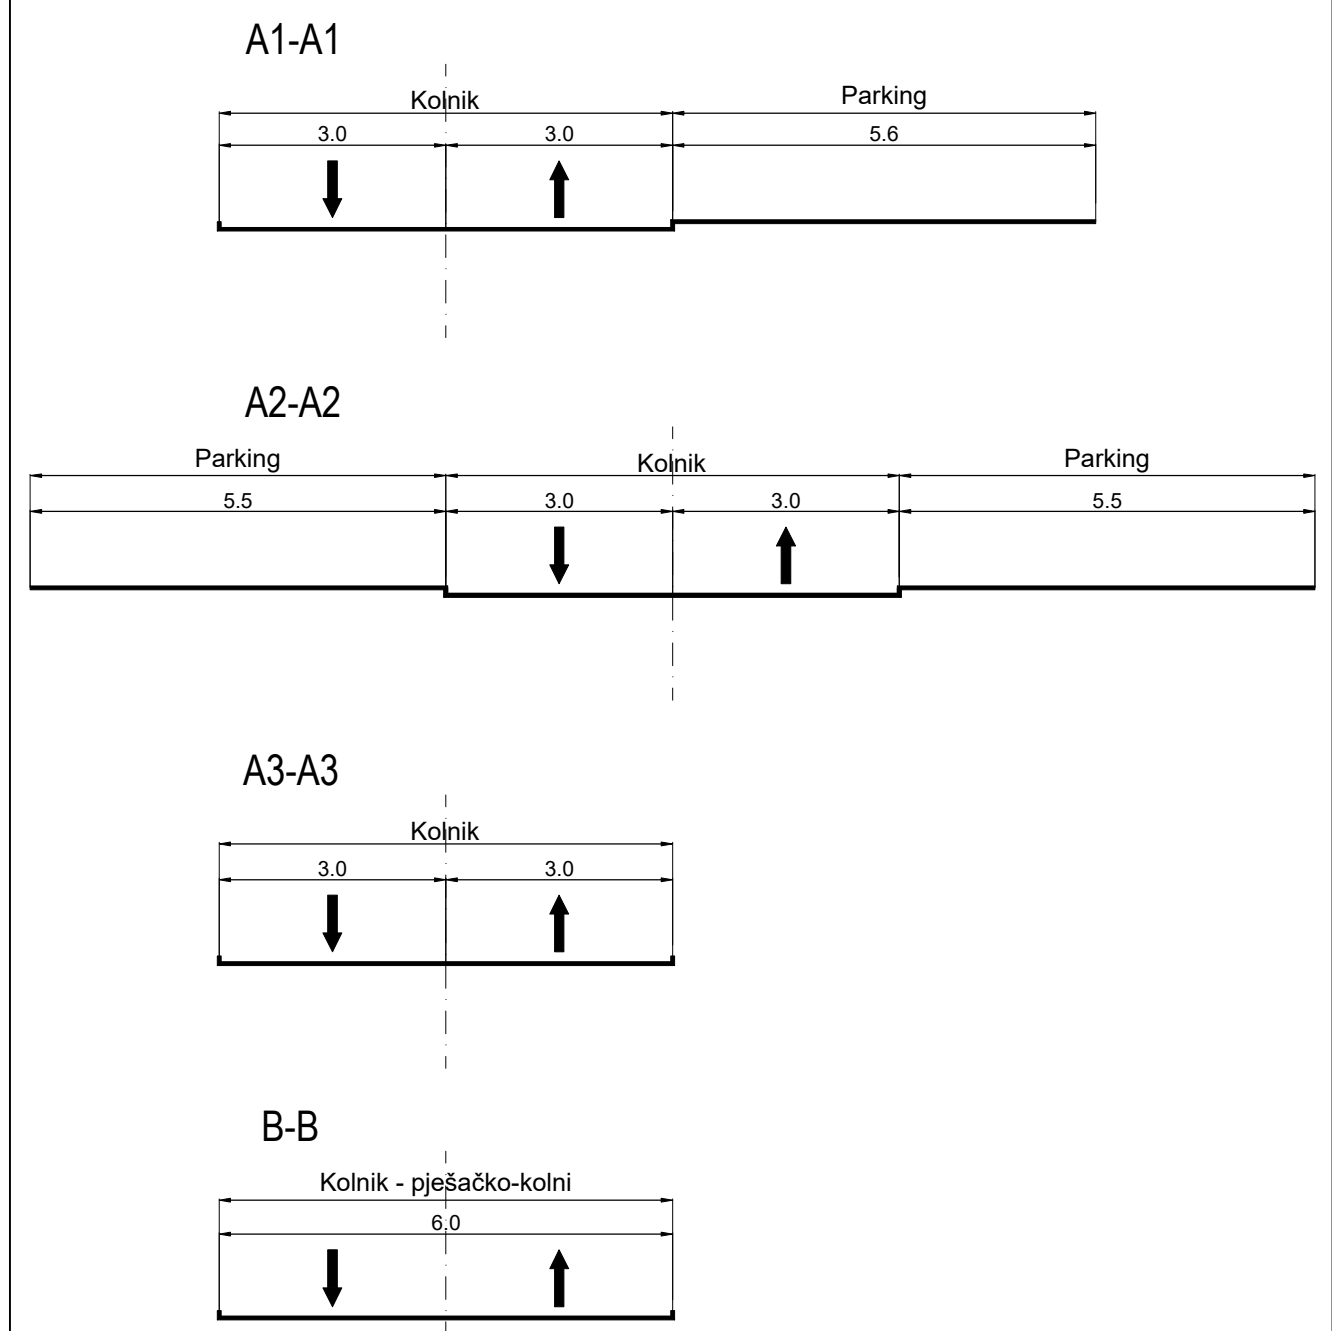 A1-A1
Kolnik Parking
3.0 3.0 5.6
A2-A2
Parking Kolnik Parking
5.5 3.0 3.0 5.5
A3-A3
Kolnik
3.0 3.0
B-B
Kolnik - pješačko-kolni
6.0